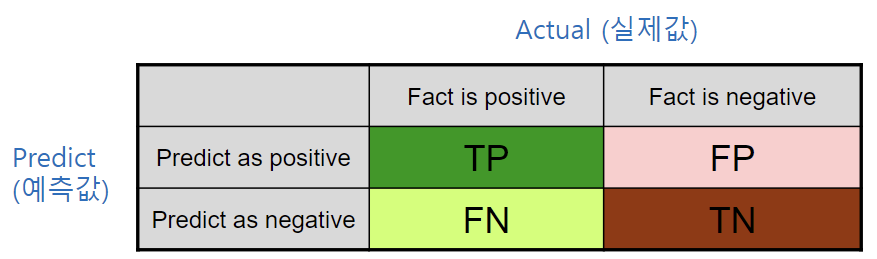 Actual (실제값)
Fact is positive
Fact is negative
Predict
(예측값)
Predict as positive
TP
FP
Predict as negative
FN
TN